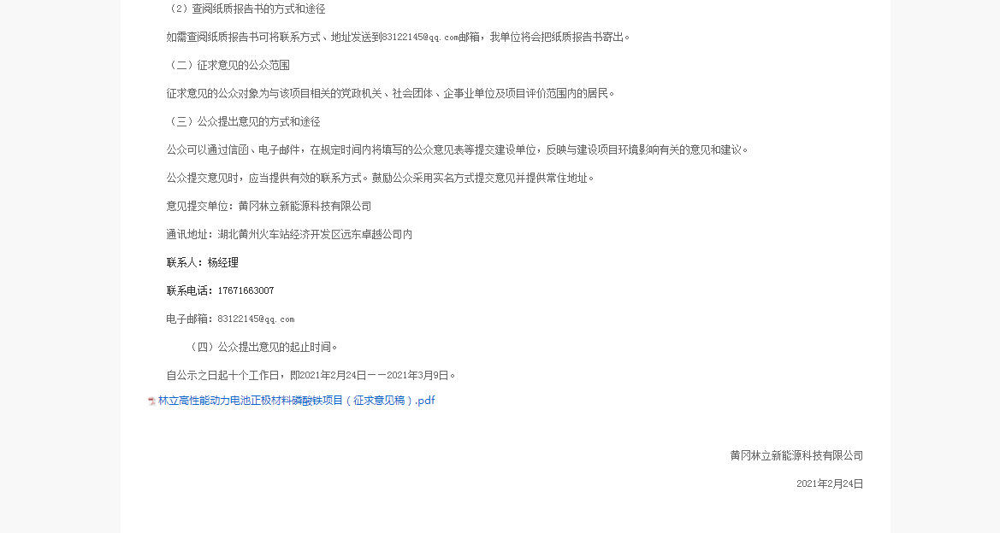 （2）查阅纸质报告书的方式和途径
如需查阅纸质报告书可将联系方式、地址发送到83122145@qq.com邮箱，我单位将会把纸质报告书寄出。
（二）征求意见的公众范围
征求意见的公众对象为与该项目相关的党政机关、社会团体、企事业单位及项目评价范围内的居民。
（三）公众提出意见的方式和途径
公众可以通过信函、电子邮件，在规定时间内将填写的公众意见表等提交建设单位，反映与建设项目环境影响有关的意见和建议。
公众提交意见时，应当提供有效的联系方式。鼓励公众采用实名方式提交意见并提供常住地址。
意见提交单位：黄冈林立新能源科技有限公司
通讯地址：湖北黄州火车站经济开发区远东卓越公司内
联系人：杨经理
联系电话：17671663007
电子邮箱：83122145@qq.com
（四）公众提出意见的起止时间。
自公示之日起十个工作日，即2021年2月24日——2021年3月9日。
林立高性能动力电池正极材料磷酸铁项目（征求意见稿）.pdf
黄冈林立新能源科技有限公司
2021年2月24日